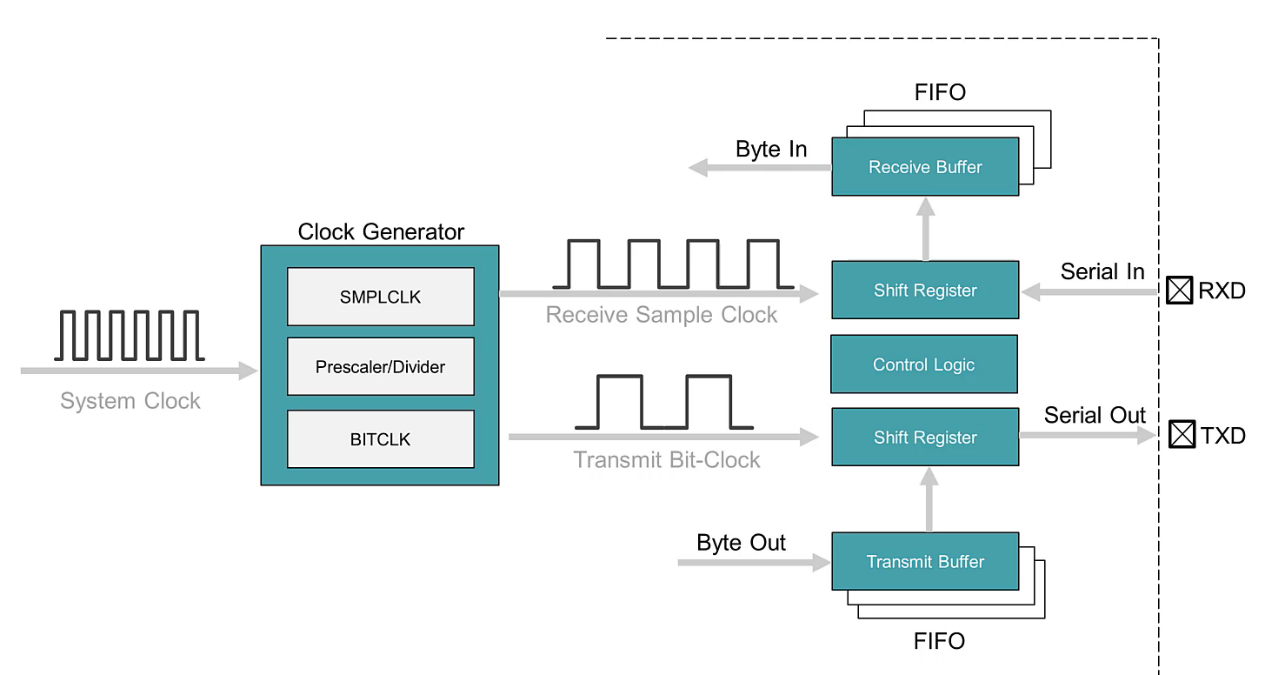 FIFO
Byte In
Receive Buffer
Clock Generator
SMPLCLK
Receive Sample Clock
Shift Register
Serial In
RXD
Prescaler/Divider
System Clock
Control Logic
BITCLK
Transmit Bit-Clock
Shift Register
Serial Out
TXD
Byte Out
Transmit Buffer
FIFO